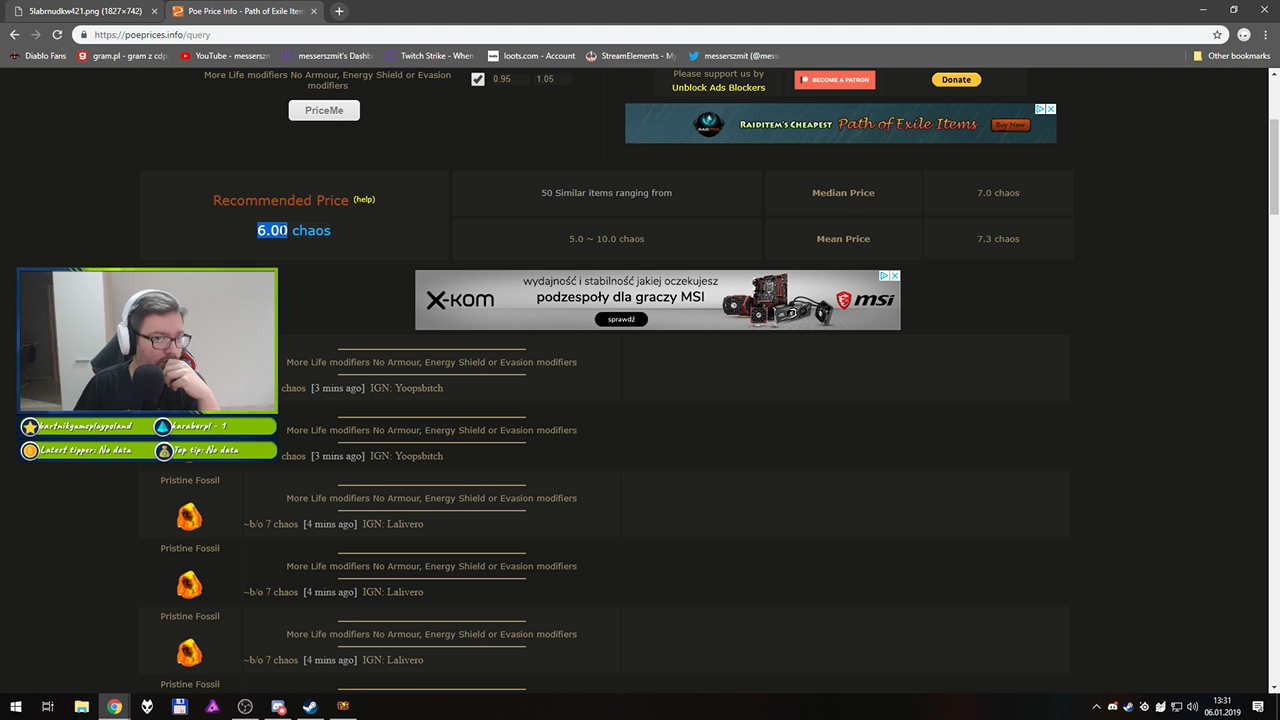 5labrnudkw421.png (1827×742)
Poe Price Info - Path of Exile Item
https://poeprices.info/query
Diablo Fans
gram.pl - gram z cdp
YouTube - messerszm
messerszmit's Dashb
Twitch Strike - When
loots.com - Account
StreamElements - My
messerszmit (@mess
Other bookmarks
More Life modifiers No Armour, Energy Shield or Evasion
modifiers
0.95 1.05
PriceMe
Please support us by
Unblock Ads Blockers
BECOME A PATRON
Donate
RAIDITEM'S CHEAPEST Path of Exile Items
Buy Now
Recommended Price (help)
6.00 chaos
50 Similar items ranging from
Median Price
7.0 chaos
5.0 ~ 10.0 chaos
Mean Price
7.3 chaos
X-KOM
wydajność i stabilność jakiej oczekujesz
podzespoły dla graczy MSI
sprawdź
msi
More Life modifiers No Armour, Energy Shield or Evasion modifiers
chaos [3 mins ago] IGN: Yoopsbitch
More Life modifiers No Armour, Energy Shield or Evasion modifiers
chaos [3 mins ago] IGN: Yoopsbitch
bartnikgameplaypoland
karaberpl - 1
Latest tipper: No data
Top tip: No data
Pristine Fossil
More Life modifiers No Armour, Energy Shield or Evasion modifiers
~b/o 7 chaos [4 mins ago] IGN: Lalivero
Pristine Fossil
More Life modifiers No Armour, Energy Shield or Evasion modifiers
~b/o 7 chaos [4 mins ago] IGN: Lalivero
Pristine Fossil
More Life modifiers No Armour, Energy Shield or Evasion modifiers
~b/o 7 chaos [4 mins ago] IGN: Lalivero
Pristine Fossil
13:31
06.01.2019